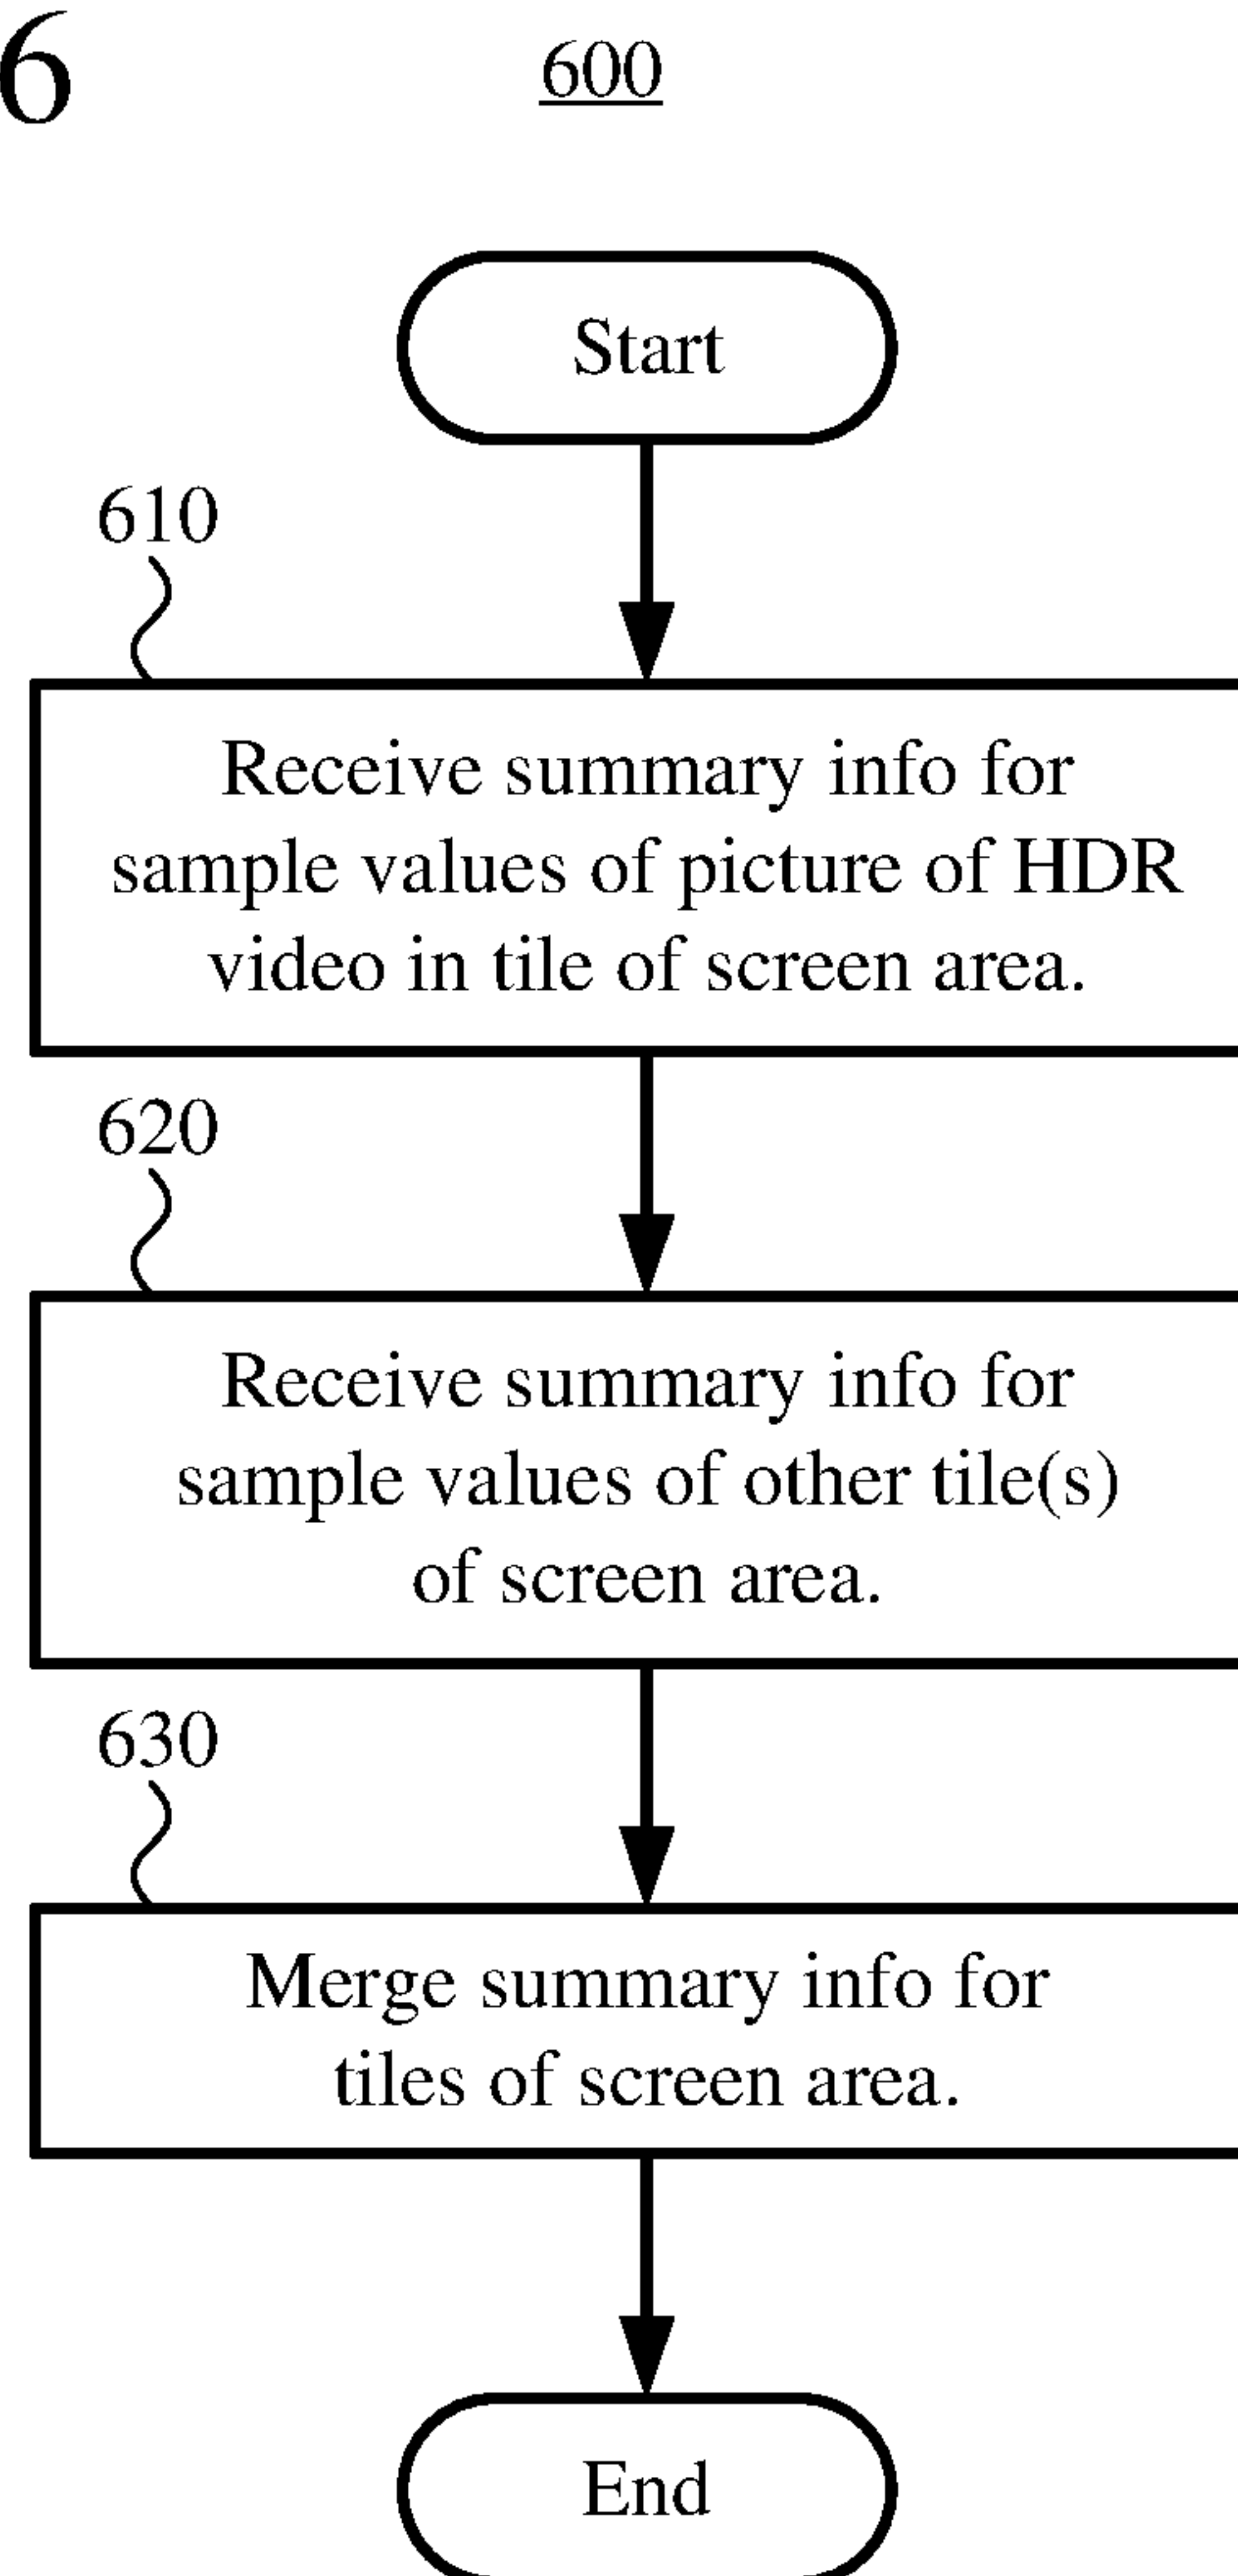 6
600
Start
610
Receive summary info for
sample values of picture of HDR
video in tile of screen area.
620
Receive summary info for
sample values of other tile(s)
of screen area.
630
Merge summary info for
tiles of screen area.
End